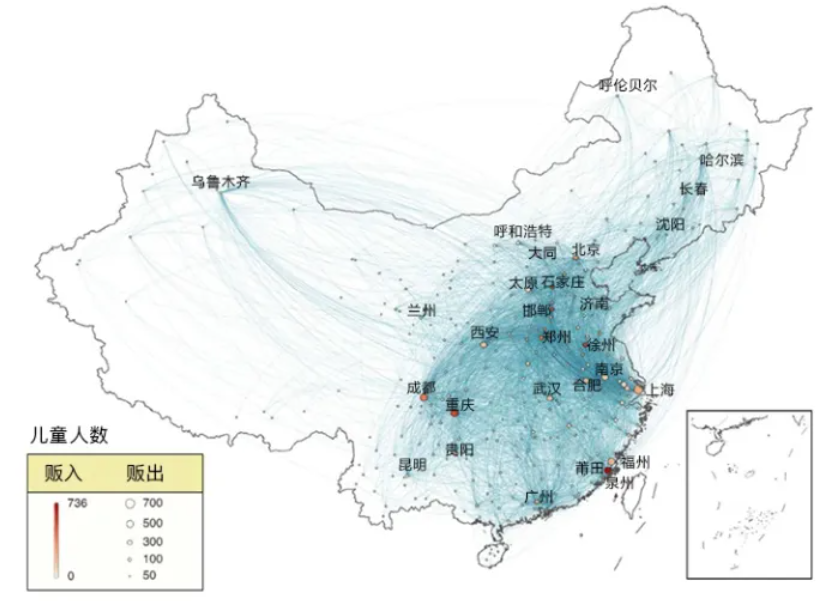 呼伦贝尔
哈尔滨
乌鲁木齐
长春
沈阳
呼和浩特
大同 北京
太原 石家庄
兰州 邯郸 济南
西安 郑州 徐州
南京
成都 武汉 合肥 上海
重庆
贵阳
昆明
莆田 福州
泉州
广州
儿童人数
贩入 贩出
736 700
500
300
100
0 50